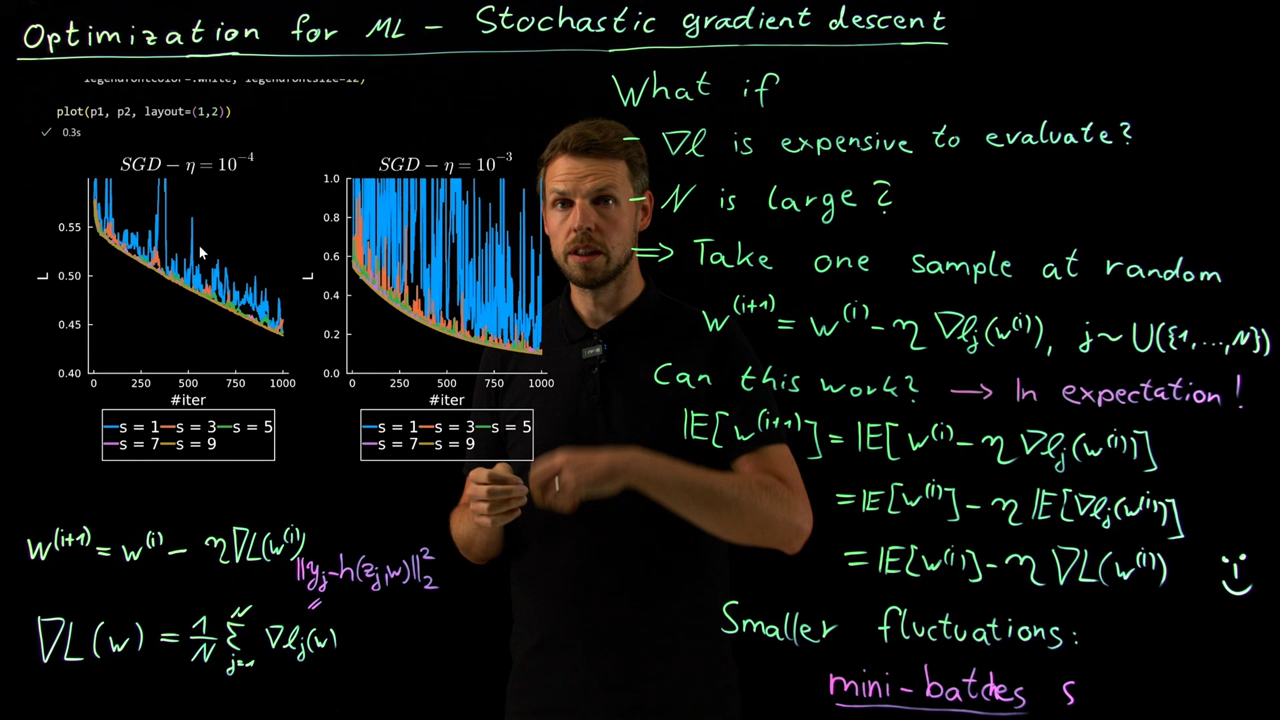 Optimization for ML – Stochastic gradient descent
plot(p1, p2, layout=(1,2))
✓ 0.3s
SGD − η = 10^{−4}
0.55
0.50
0.45
0.40
L
0 250 500 750 1000
#iter
s = 1 s = 3 s = 5
s = 7 s = 9
SGD − η = 10^{−3}
1.0
0.8
0.6
0.4
0.2
0.0
L
0 250 500 750 1000
#iter
s = 1 s = 3 s = 5
s = 7 s = 9
w^{(i+1)} = w^{(i)} − η∇L(w^{(i)})
||y_j − h(z_j, w)||_2^2
∇L(w) = 1/N Σ_{j=1}^{N} ∇ℓ_j(w)
What if
– ∇ℓ is expensive to evaluate?
– N is large?
⇒ Take one sample at random
w^{(i+1)} = w^{(i)} − η ∇ℓ_j(w^{(i)}), j ~ U({1,...,N})
Can this work? → In expectation!
𝔼[w^{(i+1)}] = 𝔼[w^{(i)} − η ∇ℓ_j(w^{(i)})]
= 𝔼[w^{(i)}] − η 𝔼[∇ℓ_j(w^{(i)})]
= 𝔼[w^{(i)}] − η ∇L(w^{(i)})
Smaller fluctuations:
mini-batches s